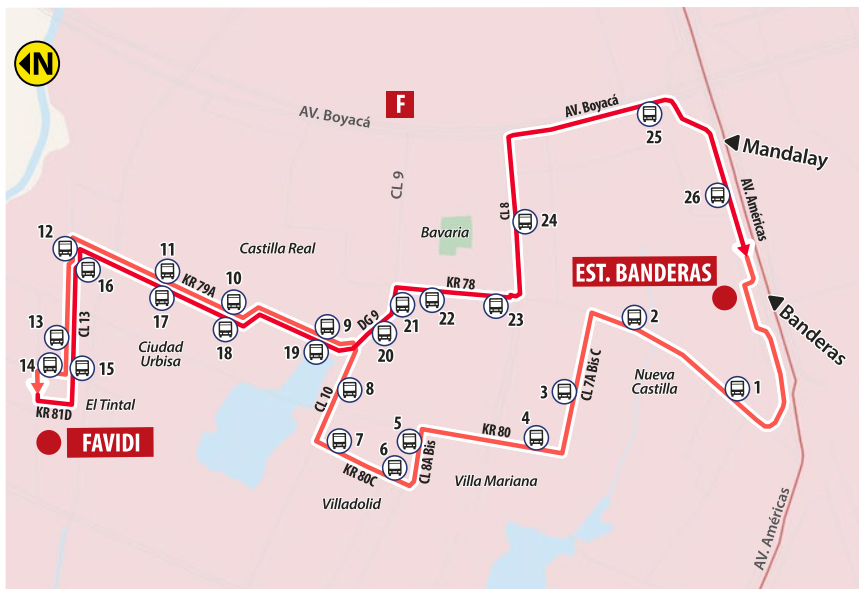 N
F
AV. Boyacá
AV. Boyacá
25
Mandalay
CL 9
26
AV. Américas
CL 8
24
Bavaria
12
11
Castilla Real
16
KR 79A
10
EST. BANDERAS
KR 78
17
21
22
23
Banderas
13
CL 13
18
9
DG 9
20
2
Ciudad
Urbisa
19
14
15
8
3
CL 7A Bis C
Nueva
Castilla
1
CL 10
KR 81D
El Tintal
FAVIDI
7
5
KR 80
4
6
CL 8A Bis
KR 80C
Villa Mariana
Villadolid
AV. Américas